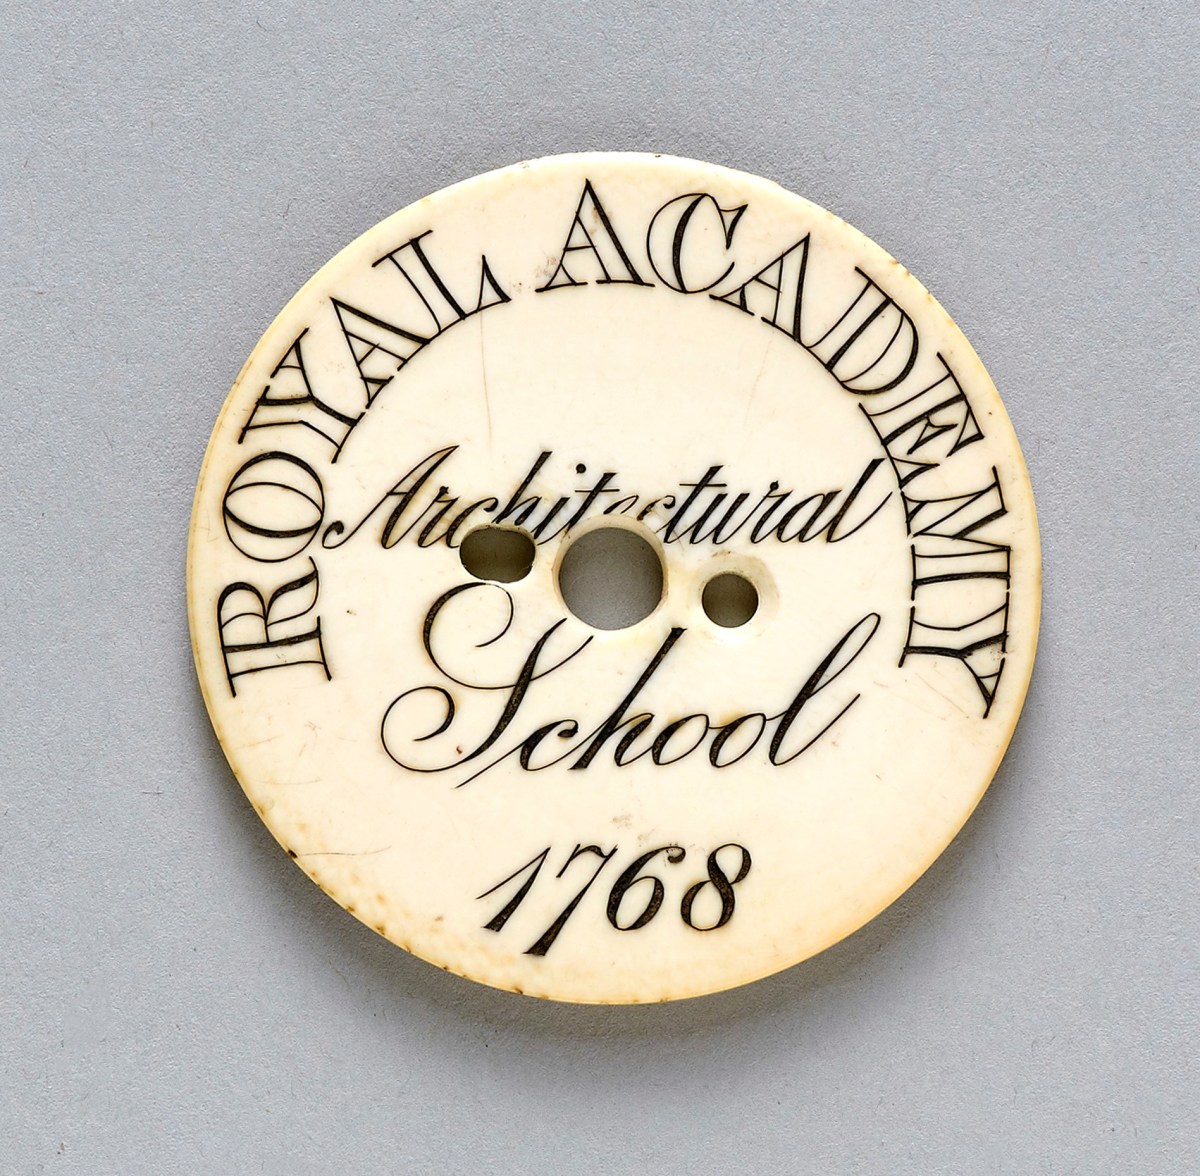 ROYAL ACADEMY
Architectural
School
1768